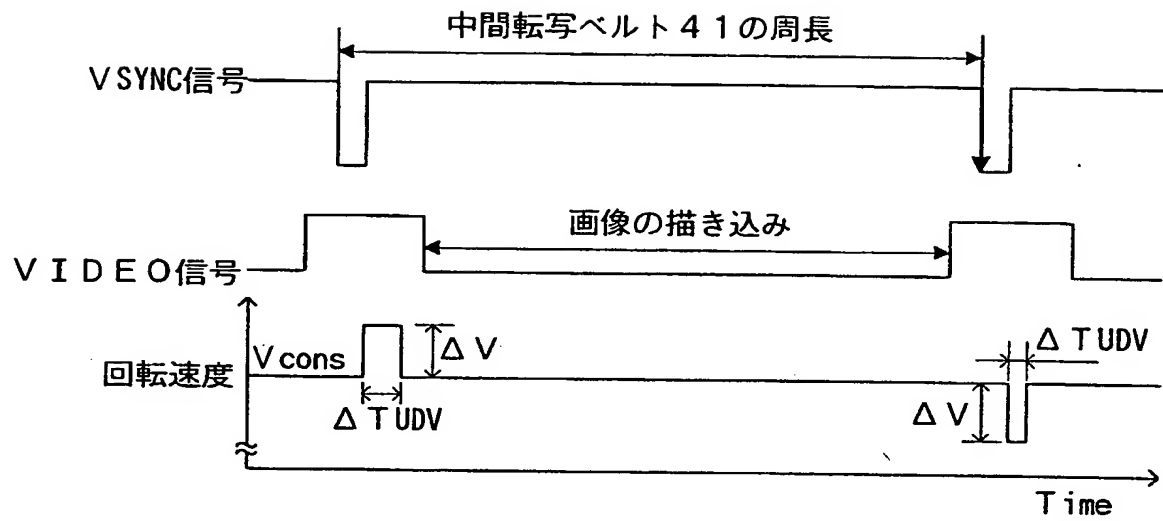 中間転写ベルト41の周長
VSYNC信号
画像の描き込み
VIDEO信号
Vcons
ΔV
ΔTUDV
回転速度
ΔTUDV
ΔV
Time